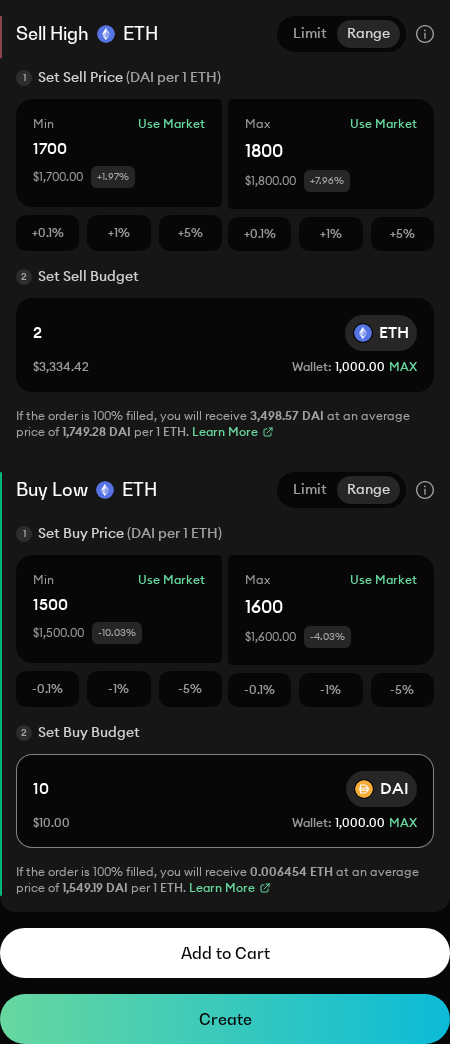 Sell High ETH Limit Range
1 Set Sell Price (DAI per 1 ETH)
Min Use Market Max Use Market
1700 1800
$1,700.00 +1.97% $1,800.00 +7.96%
+0.1% +1% +5% +0.1% +1% +5%
2 Set Sell Budget
2 ETH
$3,334.42 Wallet: 1,000.00 MAX
If the order is 100% filled, you will receive 3,498.57 DAI at an average
price of 1,749.28 DAI per 1 ETH. Learn More
Buy Low ETH Limit Range
1 Set Buy Price (DAI per 1 ETH)
Min Use Market Max Use Market
1500 1600
$1,500.00 -10.03% $1,600.00 -4.03%
-0.1% -1% -5% -0.1% -1% -5%
2 Set Buy Budget
10 DAI
$10.00 Wallet: 1,000.00 MAX
If the order is 100% filled, you will receive 0.006454 ETH at an average
price of 1,549.19 DAI per 1 ETH. Learn More
Add to Cart
Create